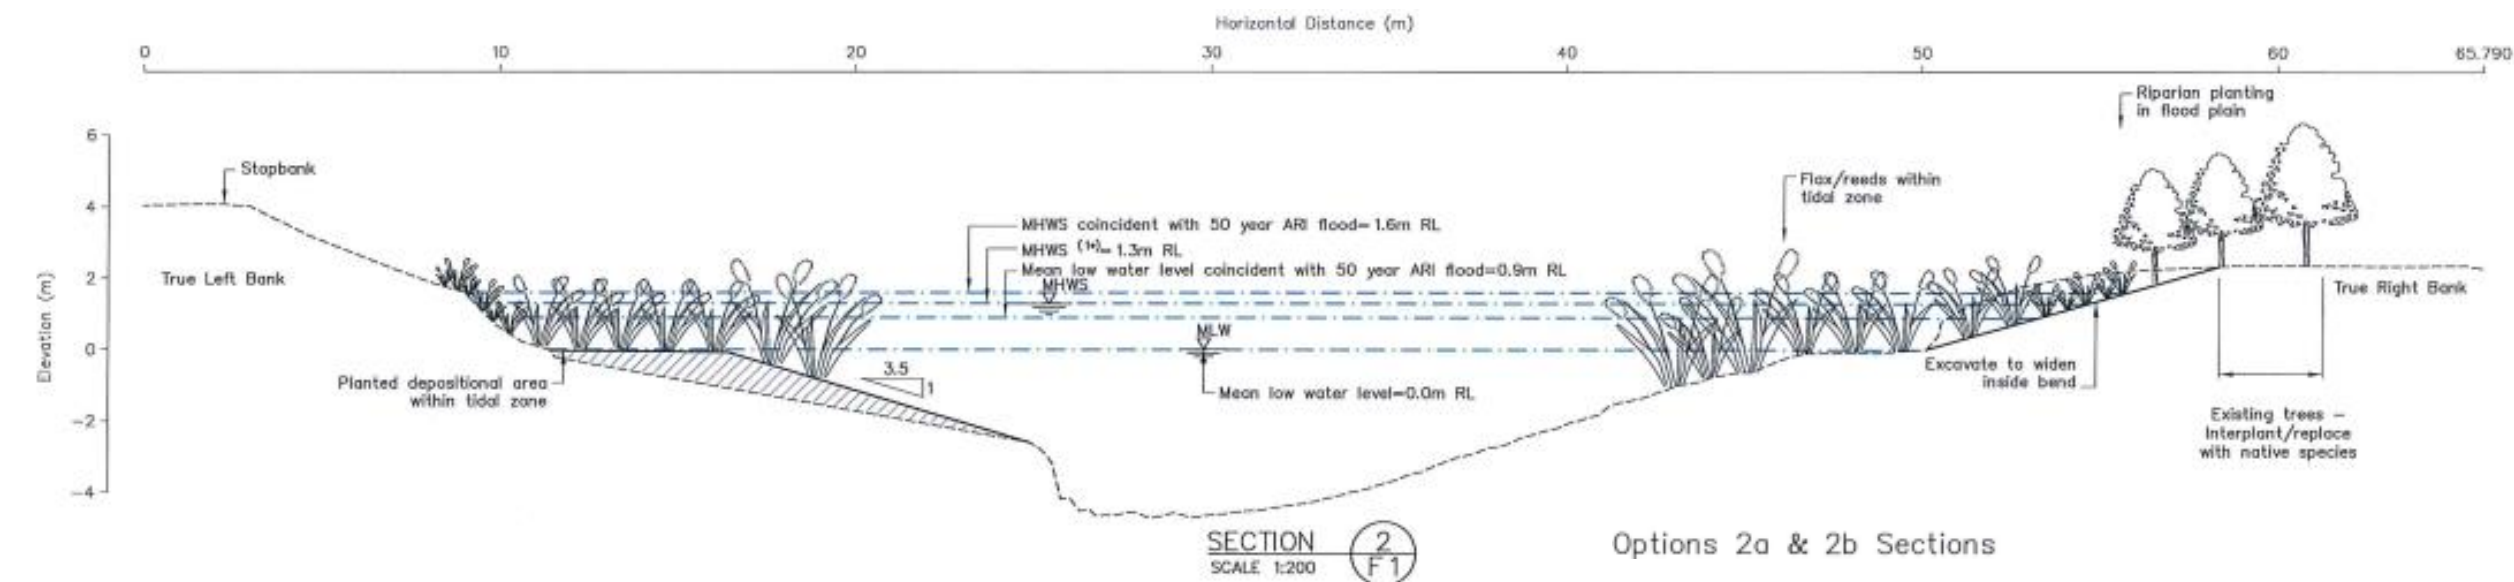 Horizontal Distance (m)
0 10 20 30 40 50 60 65.790
Riparian planting
in flood plain
6
Stopbank
Flax/reeds within
tidal zone
4
MHWS coincident with 50 year ARI flood=1.6m RL
MHWS (1+)= 1.3m RL
Mean low water level coincident with 50 year ARI flood=0.9m RL
True Left Bank
2
MHWS
True Right Bank
Elevation (m)
MLW
0
Planted depositional area
within tidal zone
3.5
1
Mean low water level=0.0m RL
Excavate to widen
inside bend
-2
Existing trees -
Interplant/replace
with native species
-4
SECTION 2
SCALE 1:200 F1
Options 2a & 2b Sections